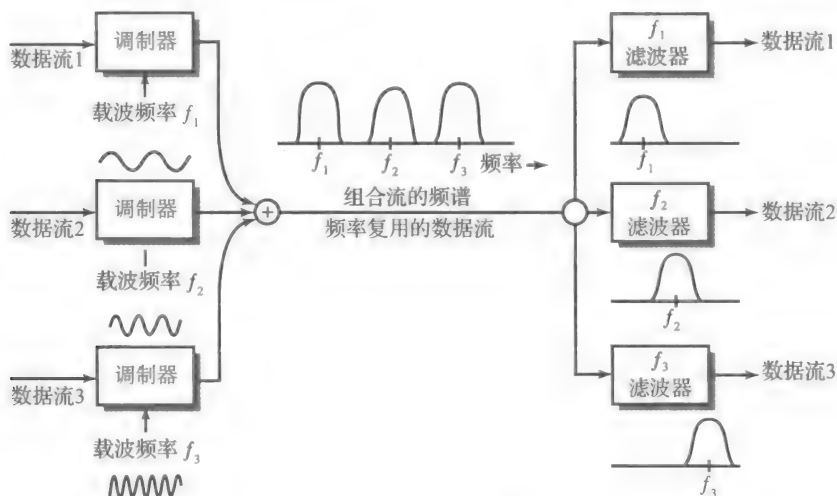 数据流1
调制器
载波频率 f₁
数据流2
调制器
载波频率 f₂
数据流3
调制器
载波频率 f₃
+
f₁ f₂ f₃ 频率
组合流的频谱
频率复用的数据流
f₁
滤波器
数据流1
f₁
f₂
滤波器
数据流2
f₂
f₃
滤波器
数据流3
f₃